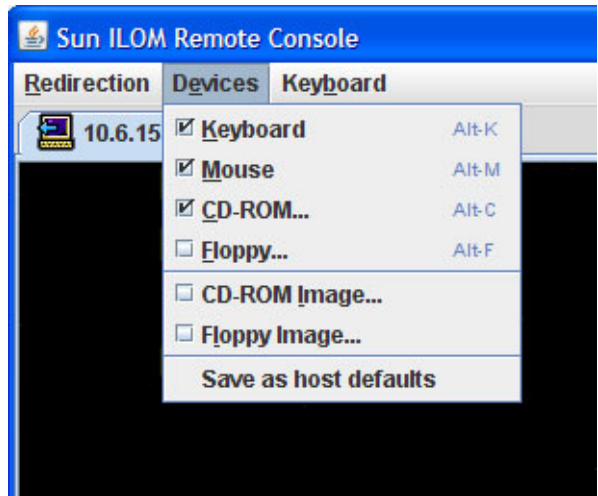 Sun ILOM Remote Console
Redirection Devices Keyboard
10.6.15
Keyboard Alt-K
Mouse Alt-M
CD-ROM... Alt-C
Floppy... Alt-F
CD-ROM Image...
Floppy Image...
Save as host defaults